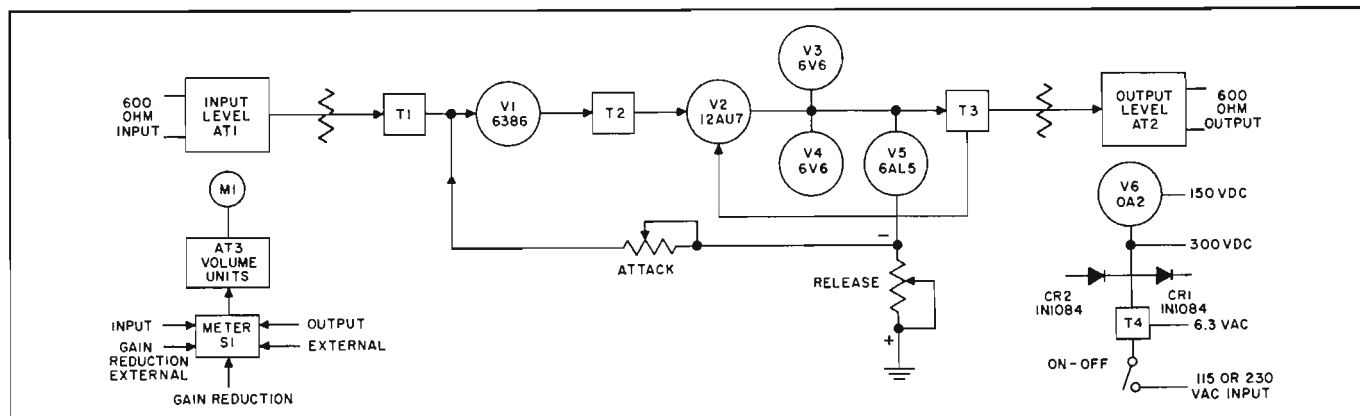 600
OHM
INPUT
INPUT
LEVEL
AT1
T1
V1
6386
T2
V2
12AU7
V3
6V6
V4
6V6
V5
6AL5
T3
OUTPUT
LEVEL
AT2
600
OHM
OUTPUT
M1
AT3
VOLUME
UNITS
METER
S1
INPUT
OUTPUT
GAIN
REDUCTION
EXTERNAL
EXTERNAL
GAIN REDUCTION
ATTACK
−
RELEASE
+
V6
OA2
150 VDC
300 VDC
CR2
IN1084
CR1
IN1084
T4
6.3 VAC
ON-OFF
115 OR 230
VAC INPUT